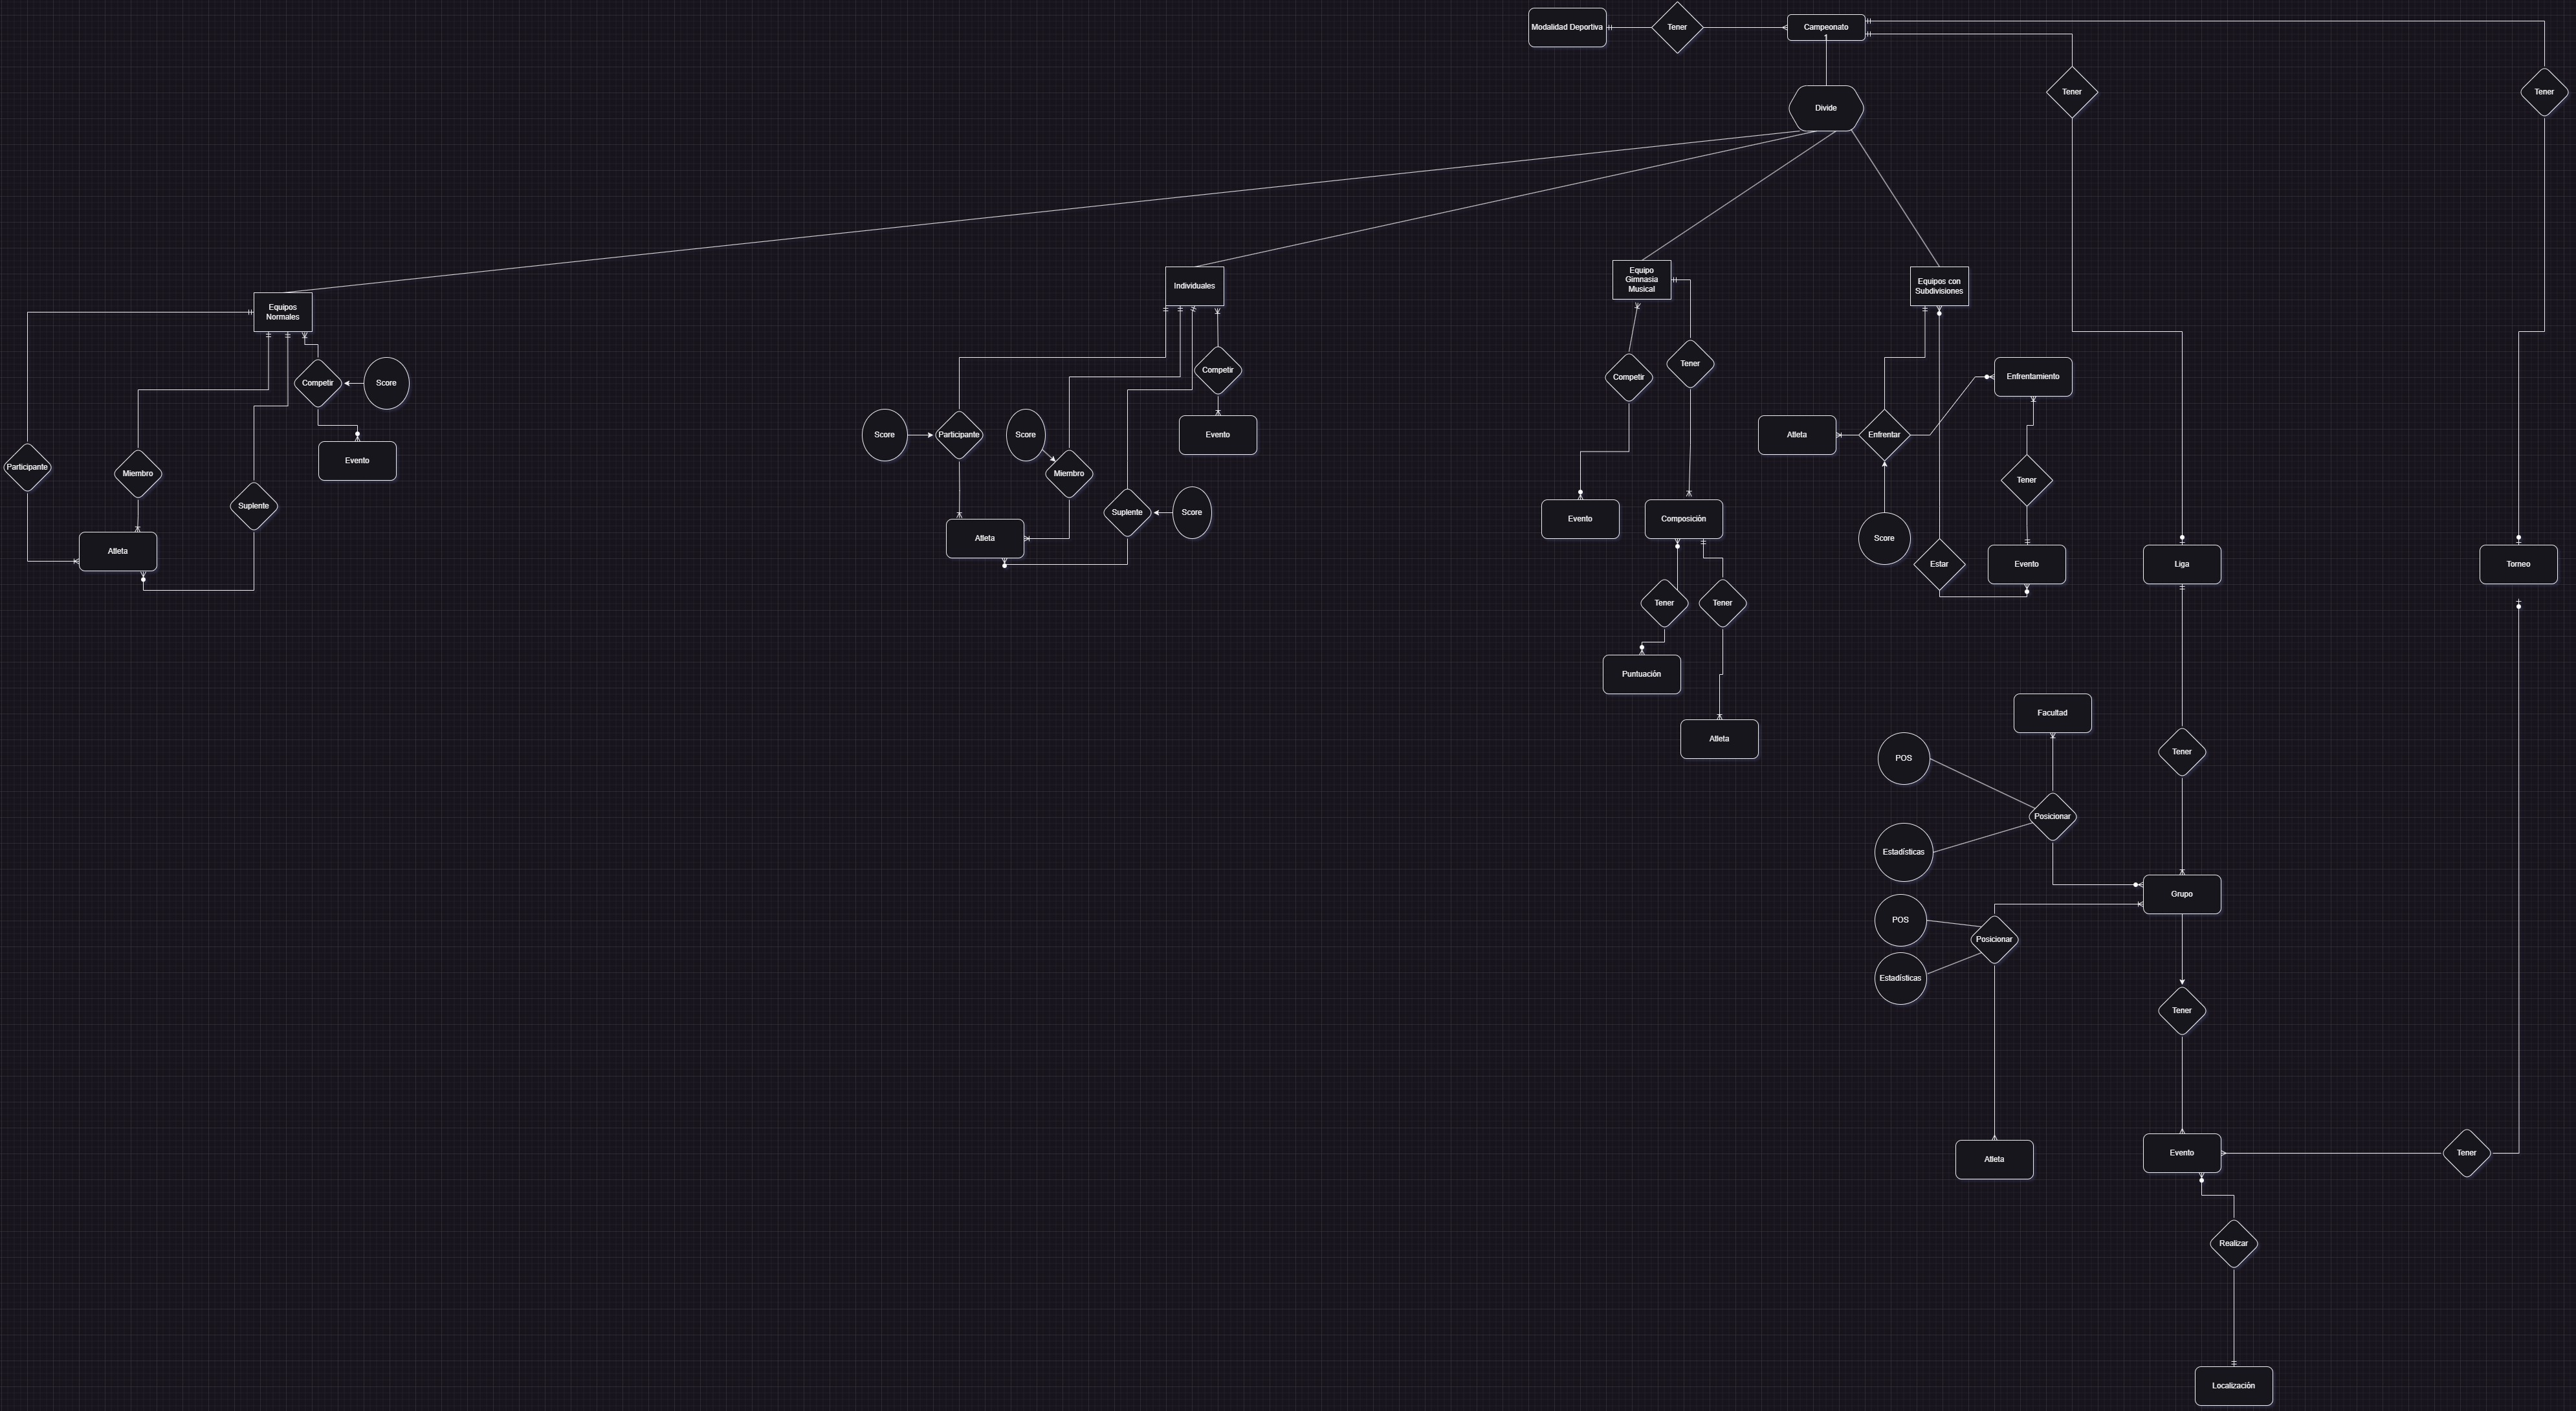 Modalidad Deportiva
Tener
Campeonato
Tener
Tener
Divide
Equipos
Normales
Individuales
Equipo
Gimnasia
Musical
Equipos con
Subdivisiones
Competir
Score
Participante
Miembro
Evento
Suplente
Atleta
Competir
Score
Participante
Score
Evento
Miembro
Suplente
Score
Atleta
Competir
Tener
Evento
Composición
Tener
Tener
Puntuación
Atleta
Enfrentamiento
Atleta
Enfrentar
Tener
Score
Estar
Evento
Liga
Torneo
Facultad
POS
Tener
Posicionar
Estadísticas
Grupo
POS
Posicionar
Estadísticas
Tener
Atleta
Evento
Tener
Realizar
Localización